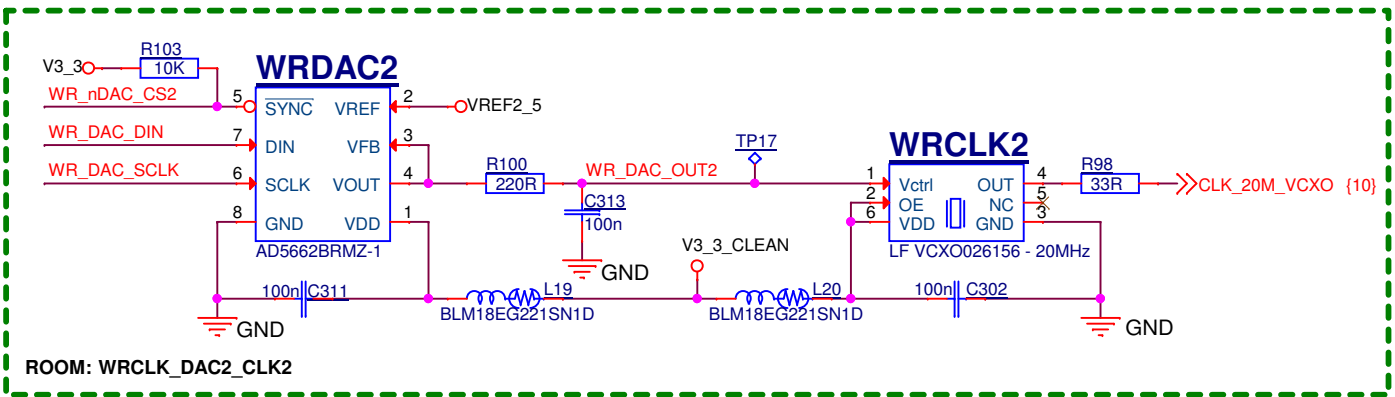 R103
V3_3
10K
WRDAC2
WR_nDAC_CS2
5
SYNC
VREF
2
VREF2_5
WR_DAC_DIN
7
DIN
VFB
3
WR_DAC_SCLK
6
SCLK
VOUT
4
8
GND
VDD
1
AD5662BRMZ-1
R100
220R
WR_DAC_OUT2
TP17
C313
100n
GND
WRCLK2
1
Vctrl
OUT
4
2
OE
NC
5
6
VDD
GND
3
LF VCXO026156 - 20MHz
R98
33R
CLK_20M_VCXO {10}
V3_3_CLEAN
100n
C311
L19
BLM18EG221SN1D
L20
BLM18EG221SN1D
100n
C302
GND
GND
ROOM: WRCLK_DAC2_CLK2